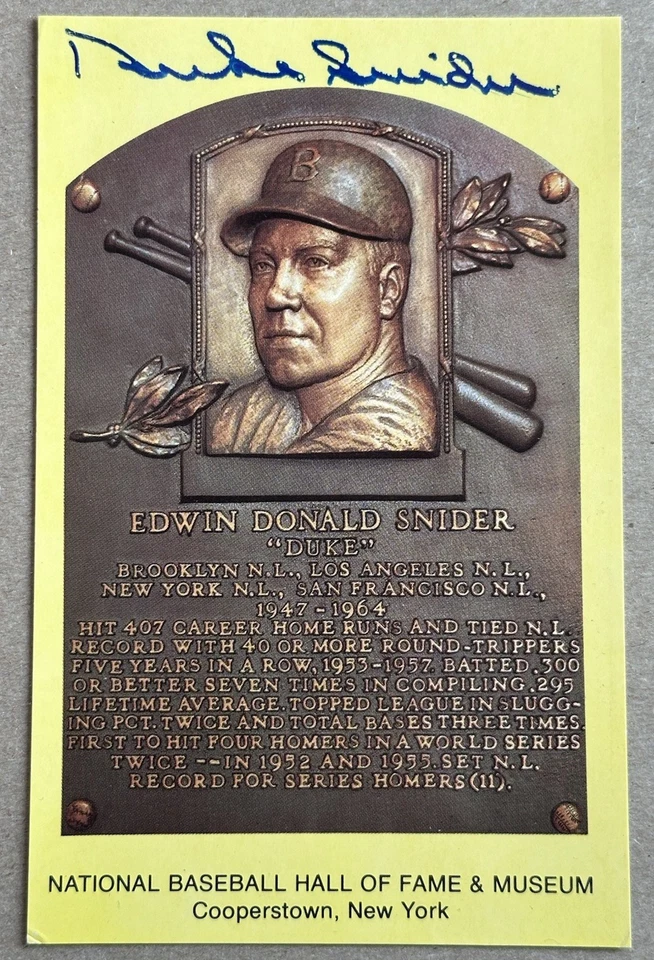 Duke Snider
B
EDWIN DONALD SNIDER
"DUKE"
BROOKLYN N.L., LOS ANGELES N.L.,
NEW YORK N.L., SAN FRANCISCO N.L.,
1947-1964
HIT 407 CAREER HOME RUNS AND TIED N.L.
RECORD WITH 40 OR MORE ROUND-TRIPPERS
FIVE YEARS IN A ROW, 1953-1957. BATTED .300
OR BETTER SEVEN TIMES IN COMPILING .295
LIFETIME AVERAGE. TOPPED LEAGUE IN SLUGG-
ING PCT. TWICE AND TOTAL BASES THREE TIMES.
FIRST TO HIT FOUR HOMERS IN A WORLD SERIES
TWICE -- IN 1952 AND 1955. SET N.L.
RECORD FOR SERIES HOMERS (11).
NATIONAL BASEBALL HALL OF FAME & MUSEUM
Cooperstown, New York